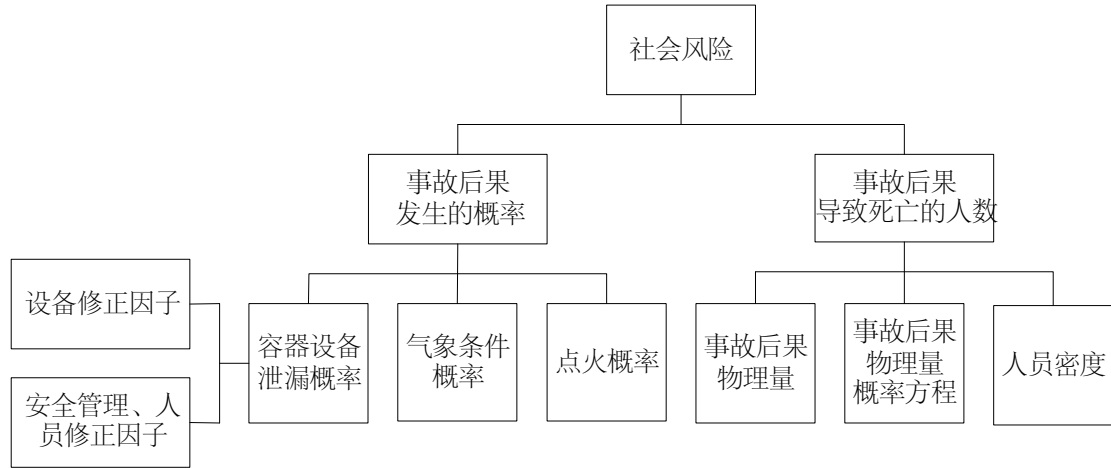 社会风险
事故后果
发生的概率
事故后果
导致死亡的人数
设备修正因子
安全管理、人
员修正因子
容器设备
泄漏概率
气象条件
概率
点火概率
事故后果
物理量
事故后果
物理量
概率方程
人员密度